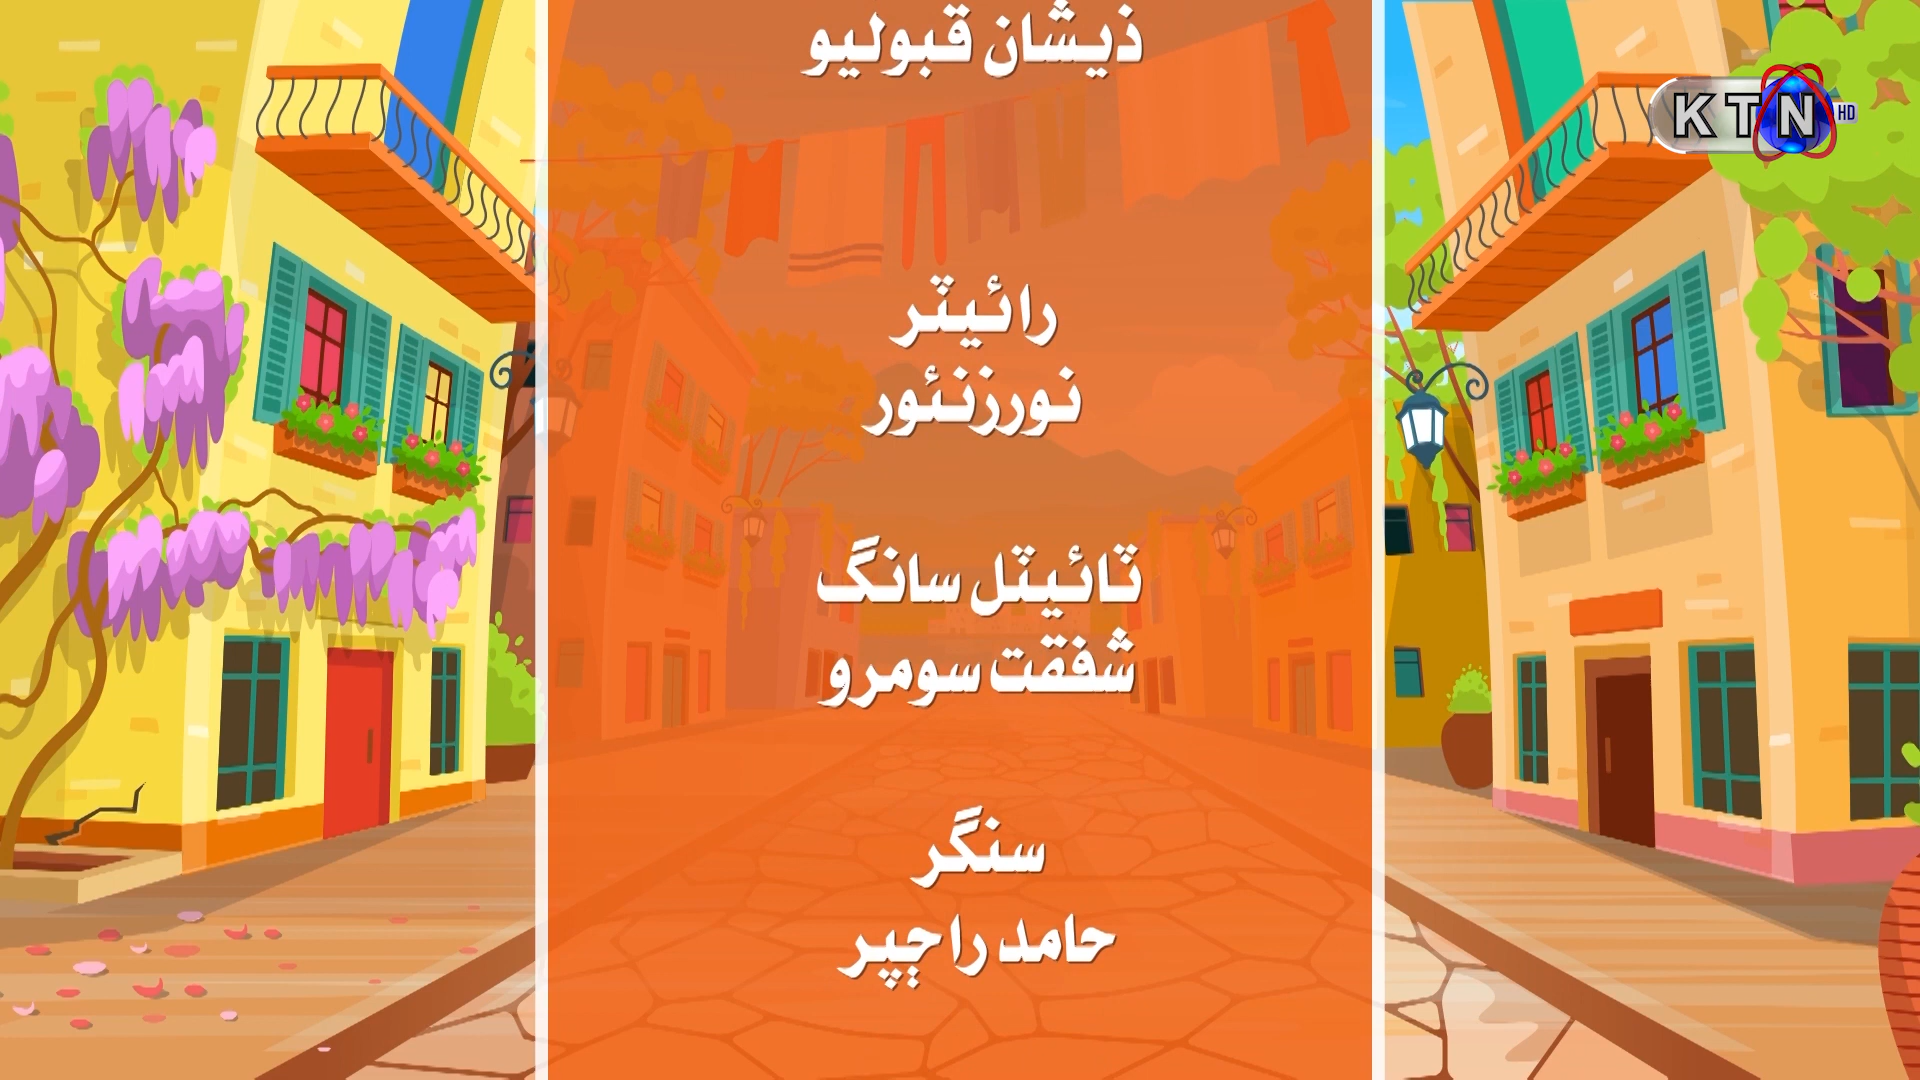 ذيشان قبوليو
KTN HD
رائيٽر
نورزنئور
ٽائيٽل سانگ
شفقت سومرو
سنگر
حامد راڄپر